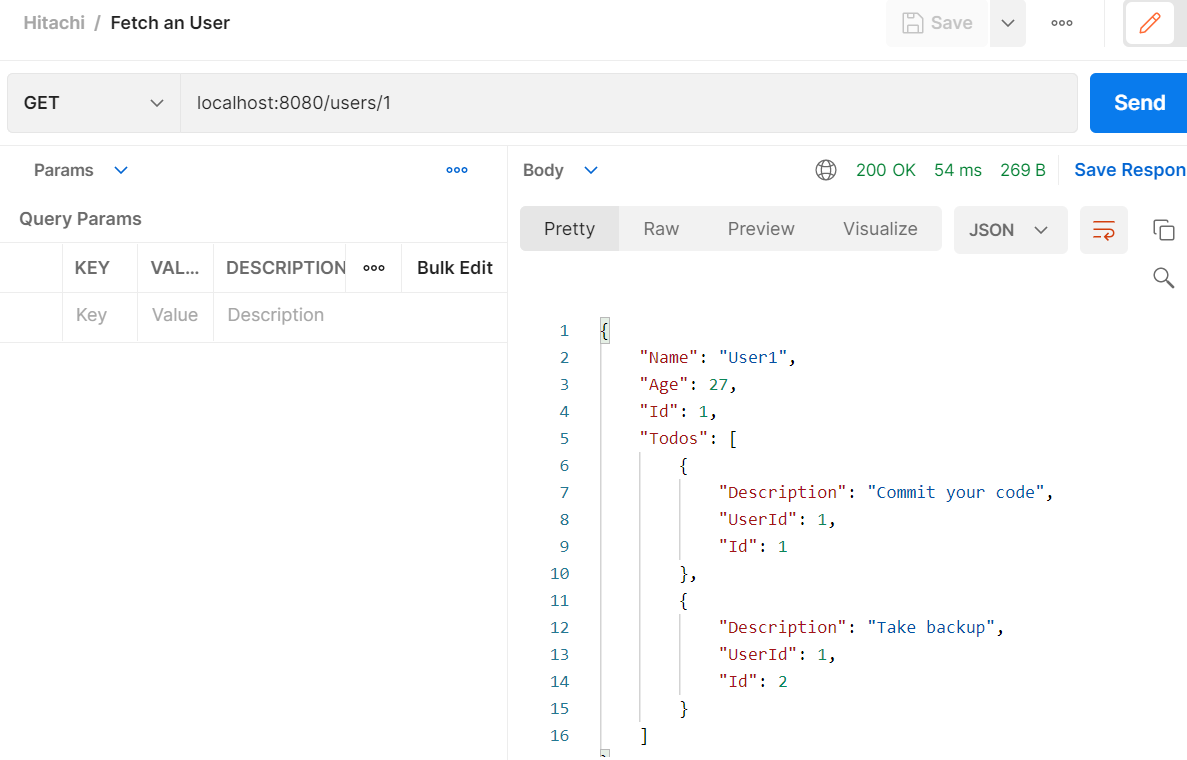 Hitachi / Fetch an User
Save
GET
localhost:8080/users/1
Send
Params
Query Params
KEY VAL... DESCRIPTION Bulk Edit
Key Value Description
Body
200 OK 54 ms 269 B Save Respon
Pretty Raw Preview Visualize JSON
1 {
2 "Name": "User1",
3 "Age": 27,
4 "Id": 1,
5 "Todos": [
6 {
7 "Description": "Commit your code",
8 "UserId": 1,
9 "Id": 1
10 },
11 {
12 "Description": "Take backup",
13 "UserId": 1,
14 "Id": 2
15 }
16 ]